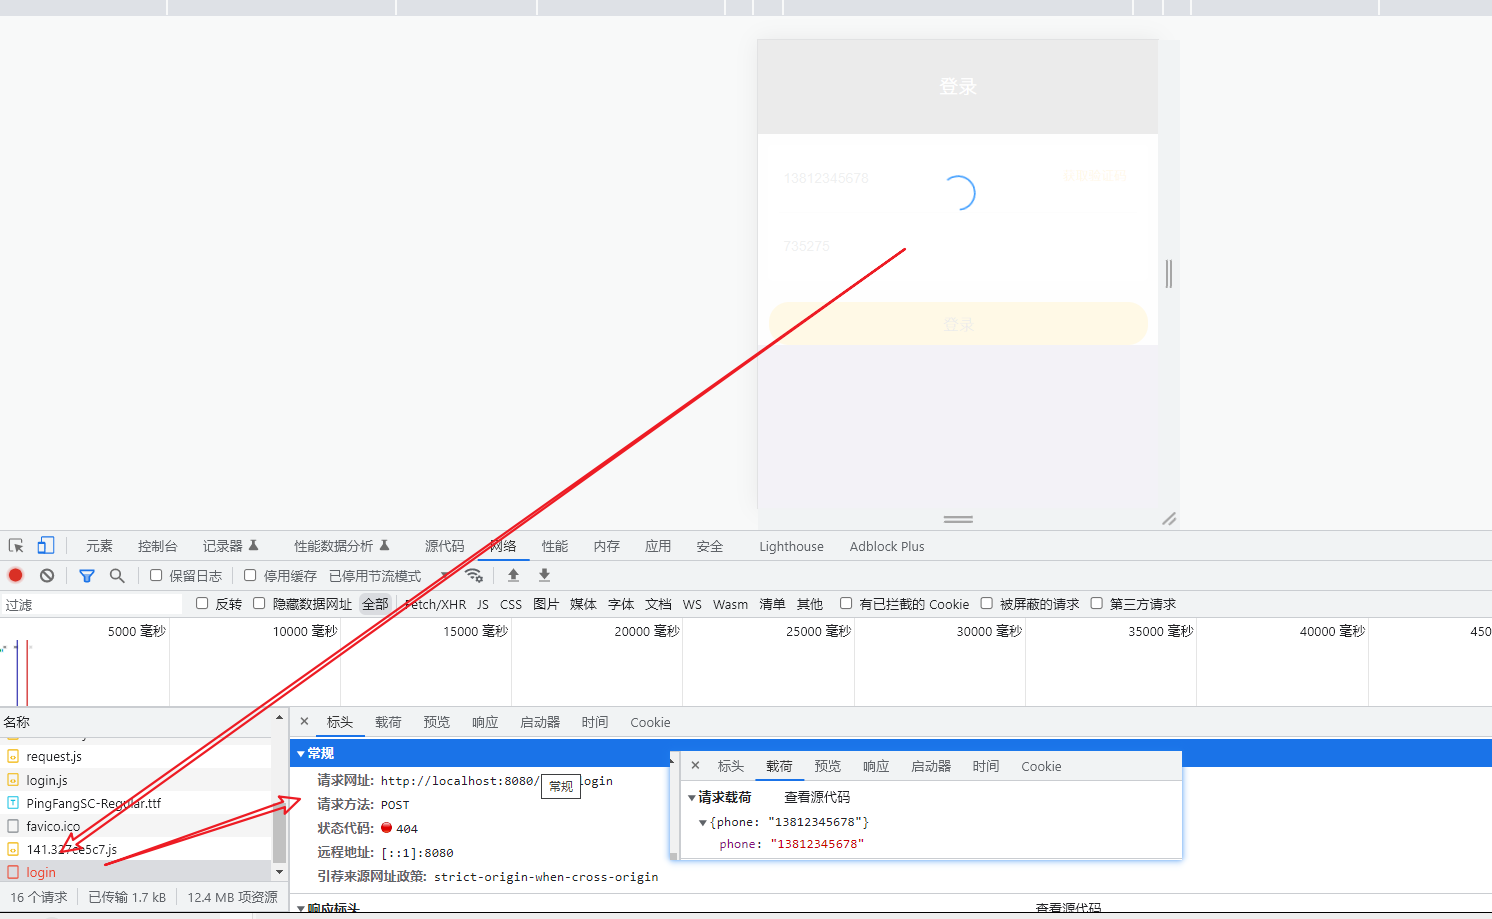 登录
13812345678 获取验证码
735275
登录
元素 控制台 记录器 性能数据分析 源代码 网络 性能 内存 应用 安全 Lighthouse Adblock Plus
保留日志 停用缓存 已停用节流模式
过滤 反转 隐藏数据网址 全部 Fetch/XHR JS CSS 图片 媒体 字体 文档 WS Wasm 清单 其他 有已拦截的 Cookie 被屏蔽的请求 第三方请求
5000 毫秒 10000 毫秒 15000 毫秒 20000 毫秒 25000 毫秒 30000 毫秒 35000 毫秒 40000 毫秒 450
名称
request.js
login.js
PingFangSC-Regular.ttf
favico.ico
141.327ce5c7.js
login
16 个请求 已传输 1.7 kB 12.4 MB 项资源
× 标头 载荷 预览 响应 启动器 时间 Cookie
常规
请求网址: http://localhost:8080/ login
常规
请求方法: POST
状态代码: 404
远程地址: [::1]:8080
引荐来源网址政策: strict-origin-when-cross-origin
响应标头 查看源代码
× 标头 载荷 预览 响应 启动器 时间 Cookie
请求载荷 查看源代码
{phone: "13812345678"}
phone: "13812345678"